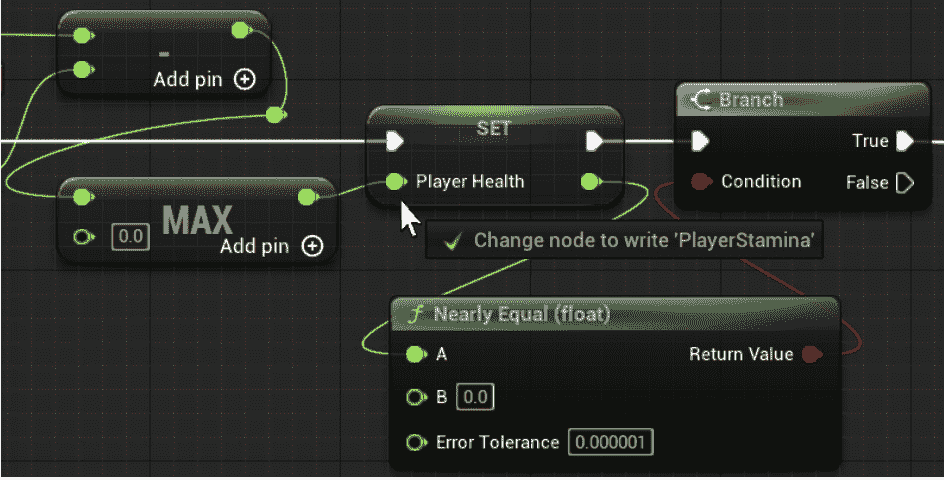 -
Add pin
SET
Branch
True
Player Health
Condition
False
0.0
MAX
Add pin
Change node to write 'PlayerStamina'
f Nearly Equal (float)
A
Return Value
B 0.0
Error Tolerance 0.000001